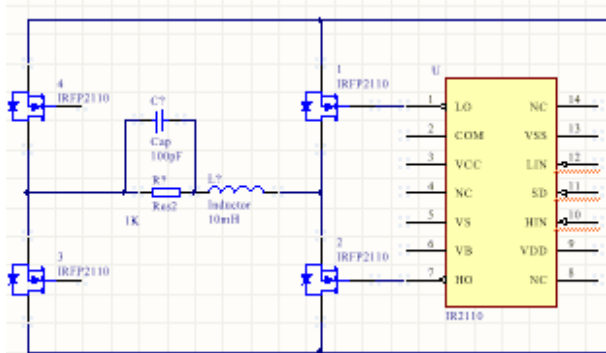 4
IRFP2110
C?
Cap
100pF
R?
Res2
1K
L?
Inductor
10mH
3
IRFP2110
1
IRFP2110
2
IRFP2110
U
1 LO NC 14
2 COM VSS 13
3 VCC LIN 12
4 NC SD 11
5 VS HIN 10
6 VB VDD 9
7 HO NC 8
IR2110